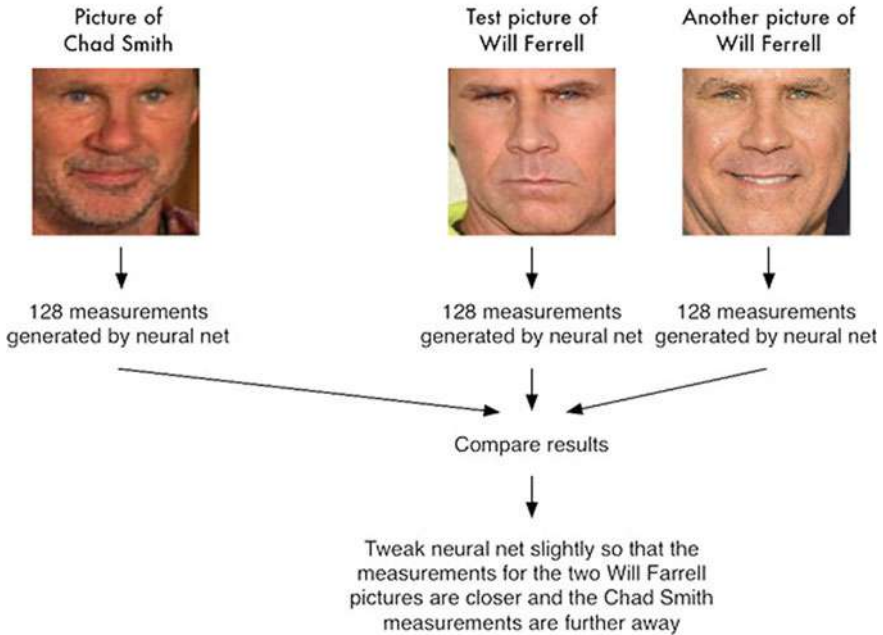 Picture of
Chad Smith
Test picture of
Will Ferrell
Another picture of
Will Ferrell
128 measurements
generated by neural net
128 measurements
generated by neural net
128 measurements
generated by neural net
Compare results
Tweak neural net slightly so that the
measurements for the two Will Farrell
pictures are closer and the Chad Smith
measurements are further away